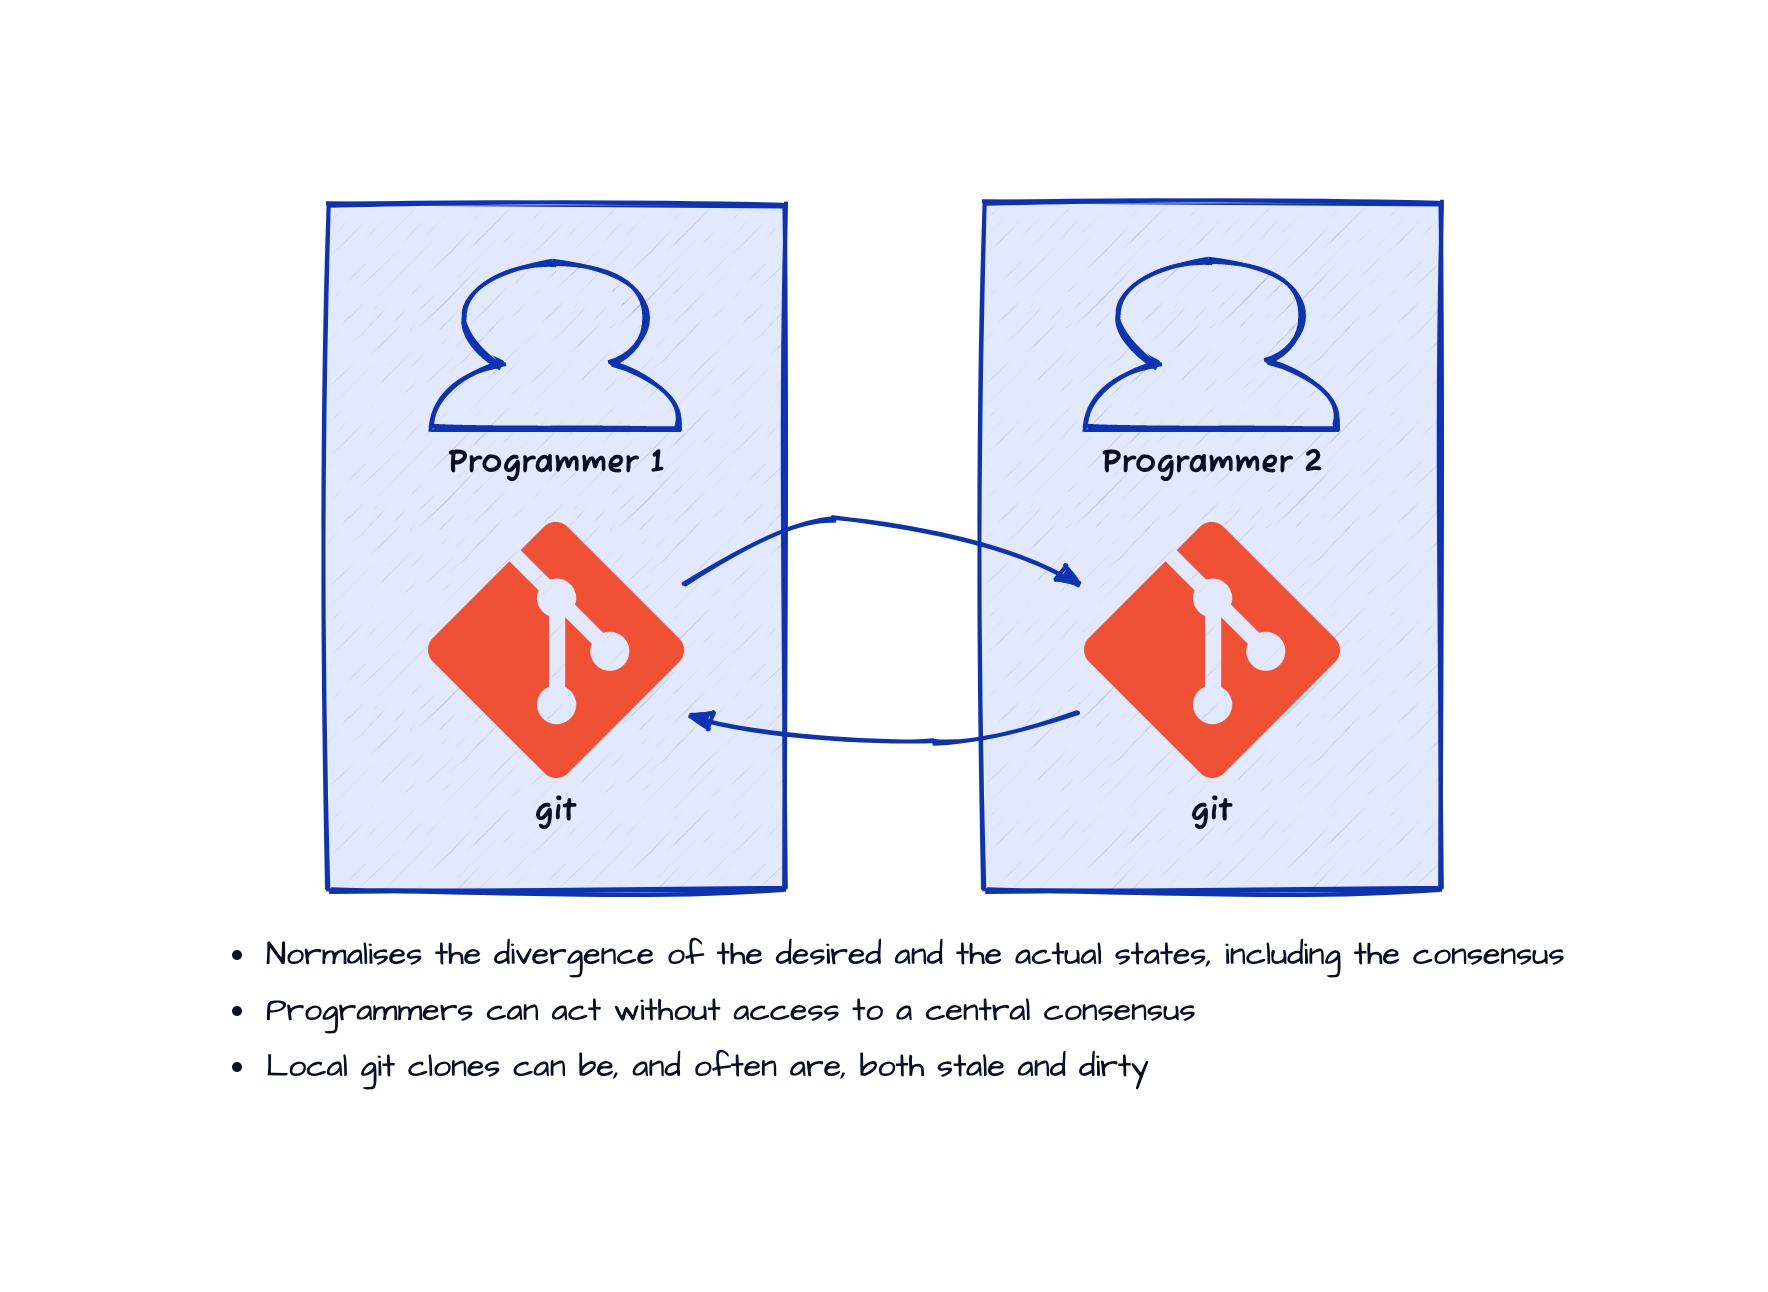 Programmer 1
Programmer 2
git
git
• Normalises the divergence of the desired and the actual states, including the consensus
• Programmers can act without access to a central consensus
• Local git clones can be, and often are, both stale and dirty